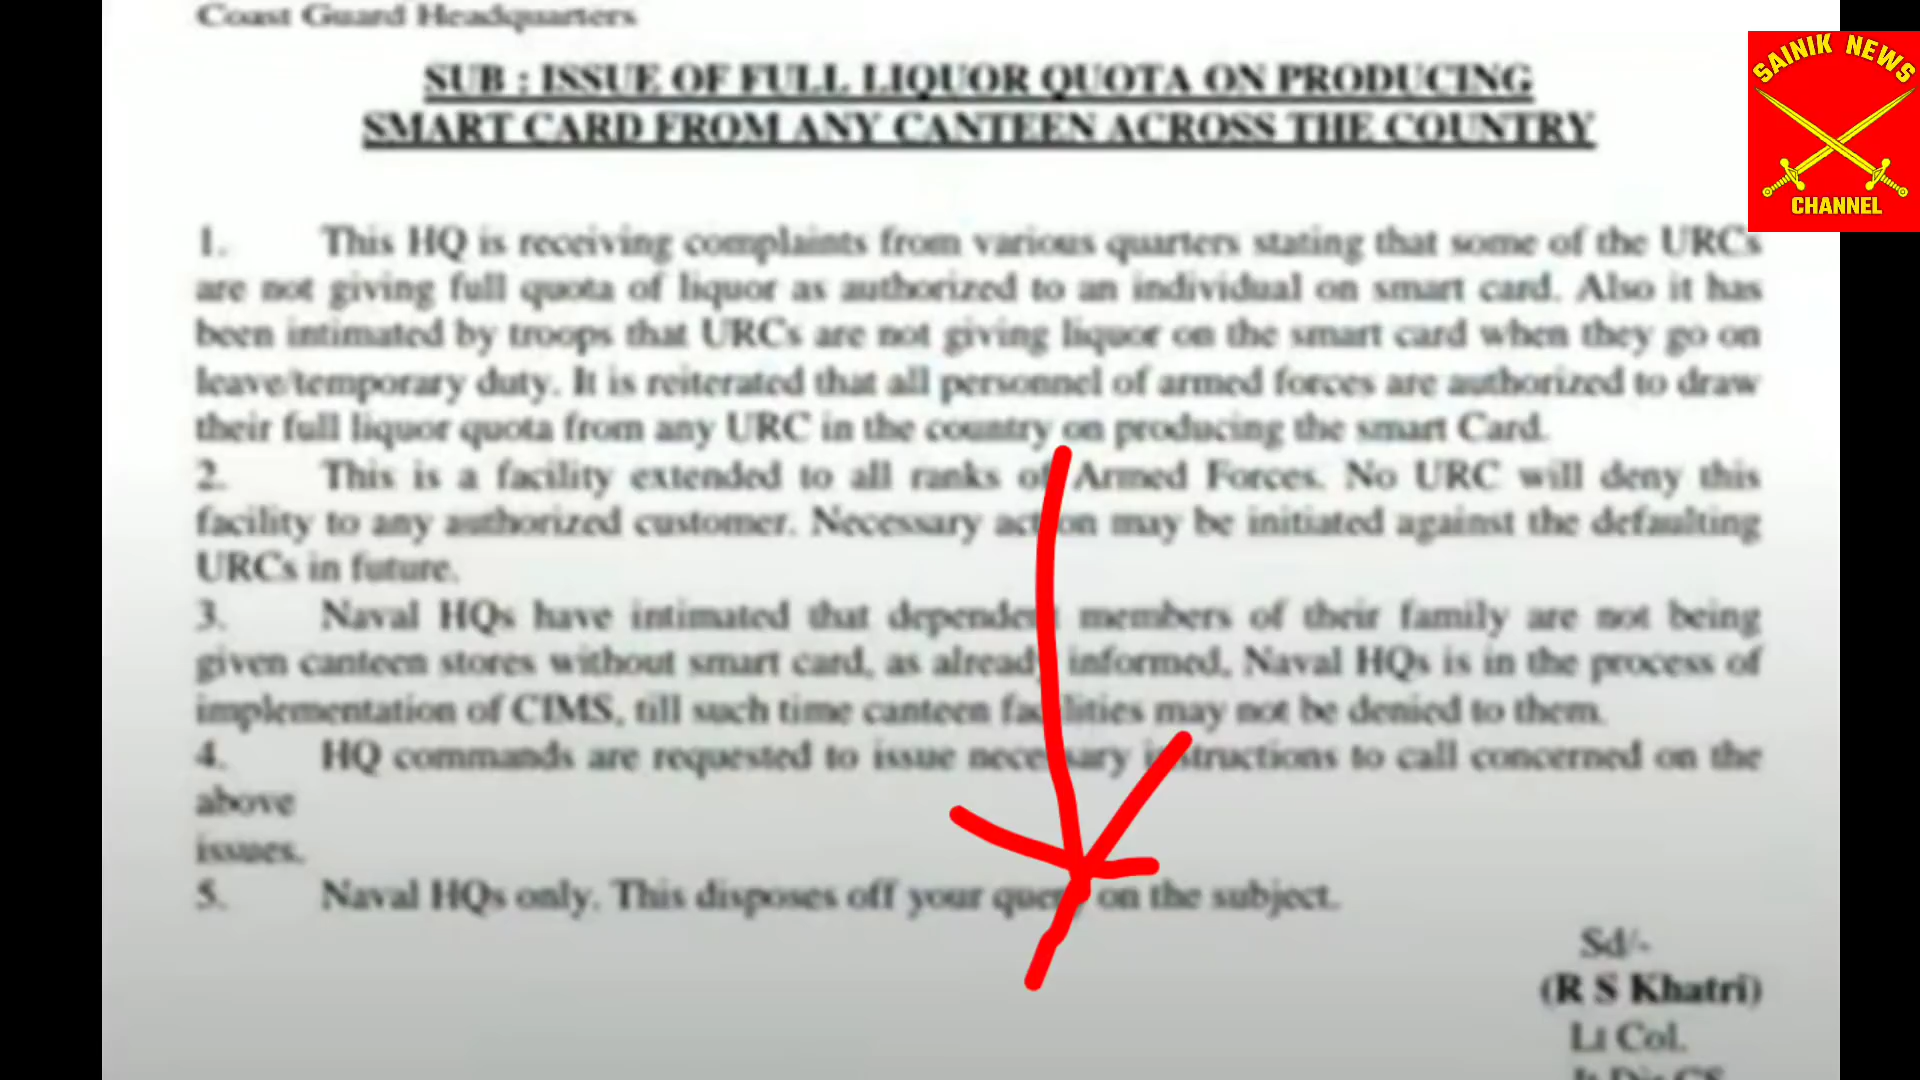 Coast Guard Headquarters
SUB : ISSUE OF FULL LIQUOR QUOTA ON PRODUCING
SMART CARD FROM ANY CANTEEN ACROSS THE COUNTRY
SAINIK NEWS
CHANNEL
1. This HQ is receiving complaints from various quarters stating that some of the URCs
are not giving full quota of liquor as authorized to an individual on smart card. Also it has
been intimated by troops that URCs are not giving liquor on the smart card when they go on
leave/temporary duty. It is reiterated that all personnel of armed forces are authorized to draw
their full liquor quota from any URC in the country on producing the smart Card.
2. This is a facility extended to all ranks of Armed Forces. No URC will deny this
facility to any authorized customer. Necessary action may be initiated against the defaulting
URCs in future.
3. Naval HQs have intimated that dependent members of their family are not being
given canteen stores without smart card, as already informed, Naval HQs is in the process of
implementation of CIMS, till such time canteen facilities may not be denied to them.
4. HQ commands are requested to issue necessary instructions to call concerned on the
above
issues.
5. Naval HQs only. This disposes off your query on the subject.
Sd/-
(R S Khatri)
Lt Col.